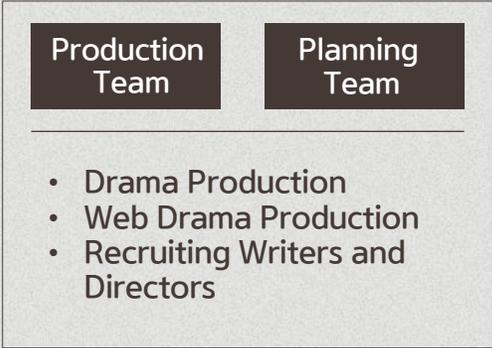 Production
Team
Planning
Team
• Drama Production
• Web Drama Production
• Recruiting Writers and
Directors